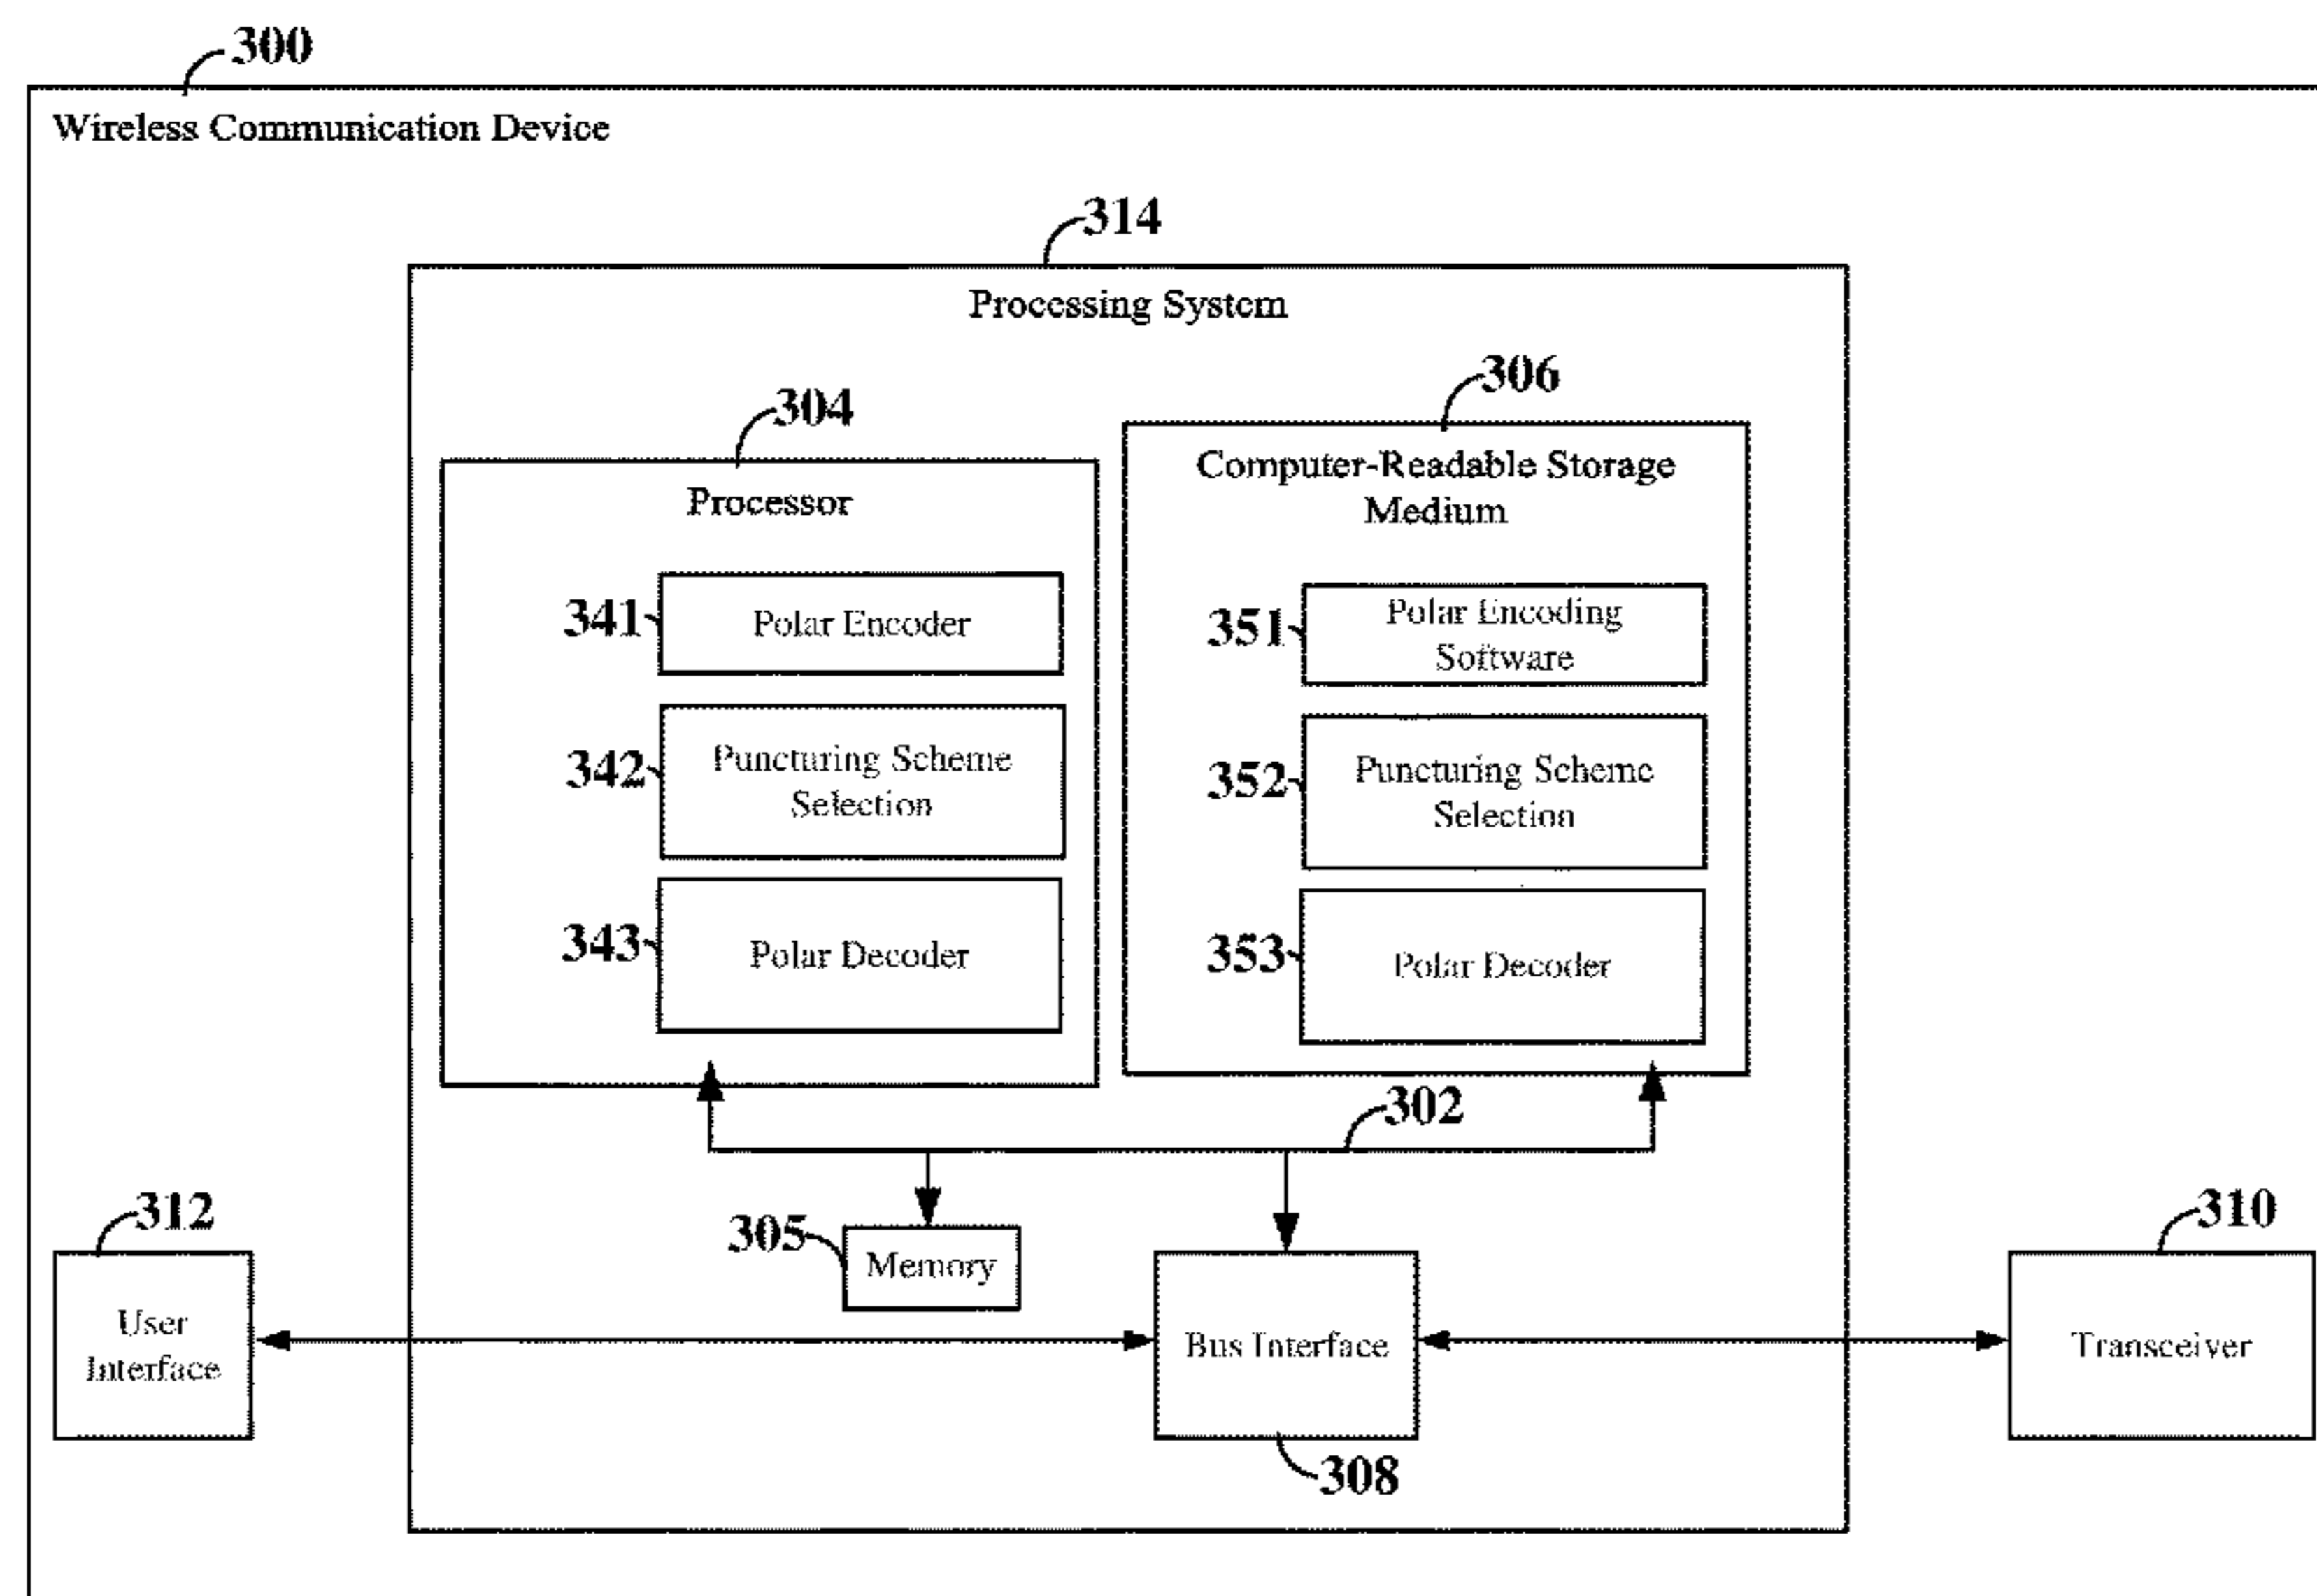 300
Wireless Communication Device
314
Processing System
304
306
Processor
Computer-Readable Storage
Medium
341
Polar Encoder
351
Polar Encoding
Software
342
Puncturing Scheme
Selection
352
Puncturing Scheme
Selection
343
Polar Decoder
353
Polar Decoder
302
312
305
Memory
310
User
Interface
Bus Interface
Transceiver
308